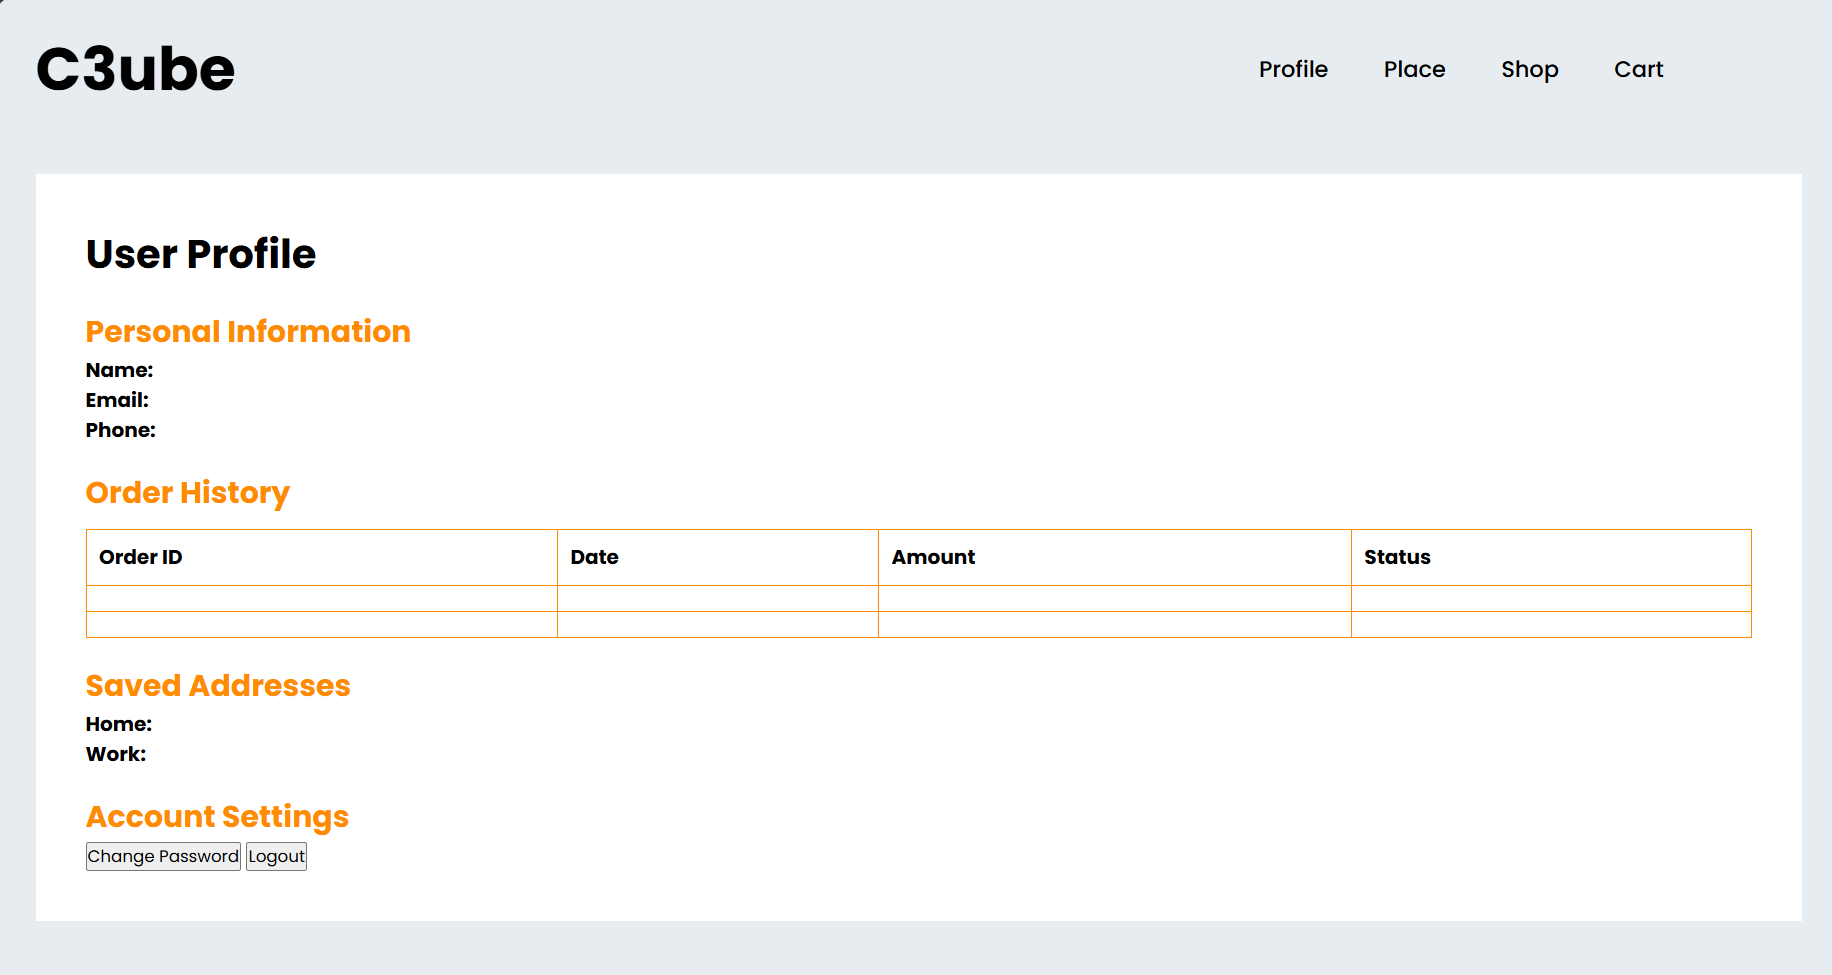 C3ube
Profile Place Shop Cart
User Profile
Personal Information
Name:
Email:
Phone:
Order History
Order ID Date Amount Status
Saved Addresses
Home:
Work:
Account Settings
Change Password Logout